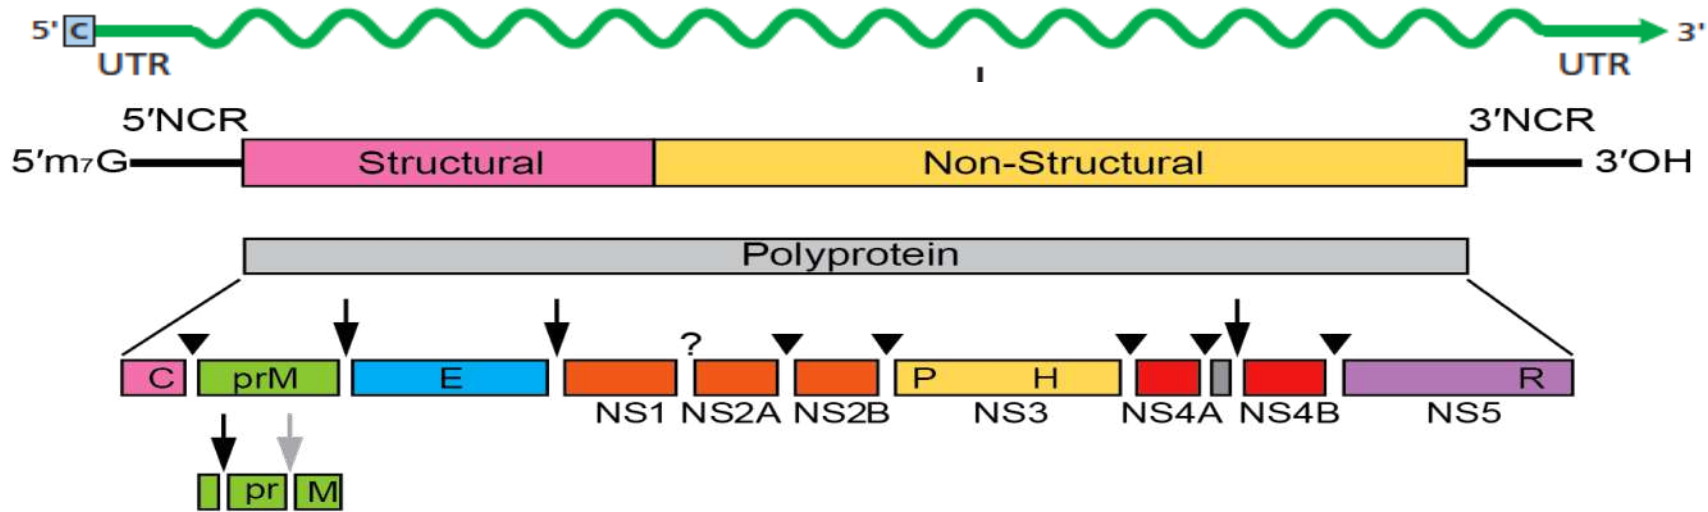 5' C 3'
UTR UTR
5′NCR 3′NCR
5′m₇G Structural Non-Structural 3′OH
Polyprotein
?
C prM E P H R
NS1 NS2A NS2B NS3 NS4A NS4B NS5
pr M